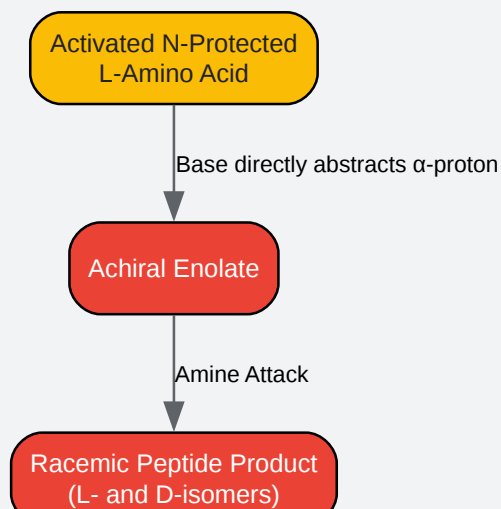 Activated N-Protected
L-Amino Acid
Base directly abstracts α-proton
Achiral Enolate
Amine Attack
Racemic Peptide Product
(L- and D-isomers)